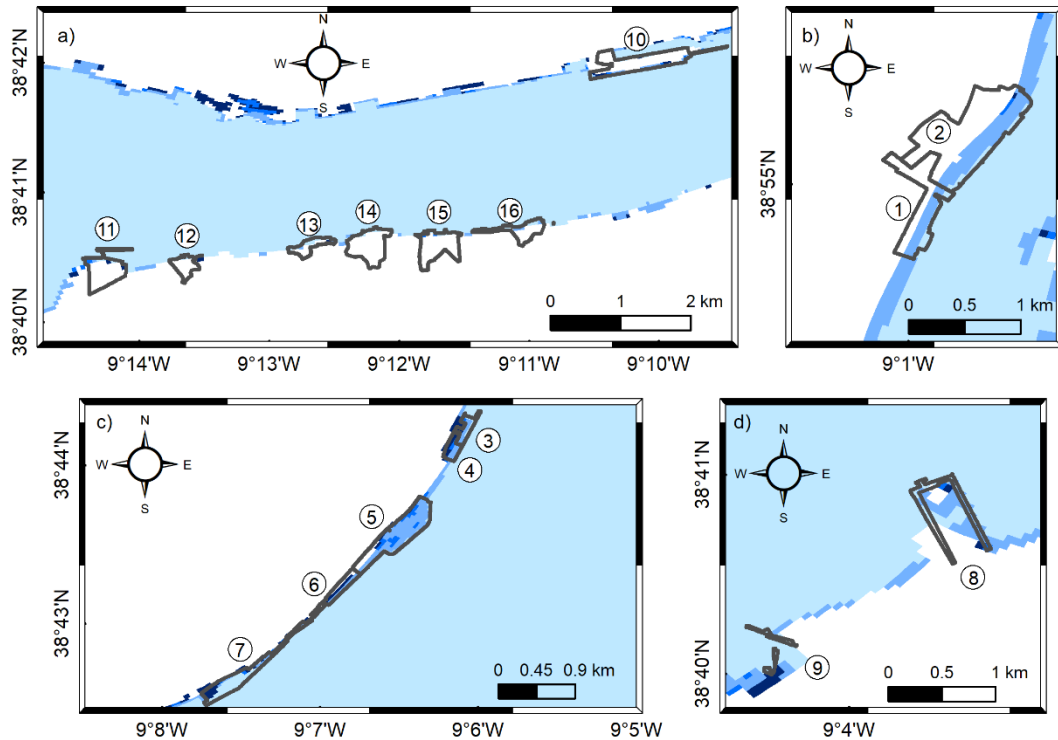 a)
N
W E
S
10
11
12
13
14
15
16
0 1 2 km
38°42'N
38°41'N
38°40'N
9°14'W 9°13'W 9°12'W 9°11'W 9°10'W
b)
N
W E
S
2
1
0 0.5 1 km
38°55'N
9°1'W
c)
N
W E
S
3
4
5
6
7
0 0.45 0.9 km
38°44'N
38°43'N
9°8'W 9°7'W 9°6'W 9°5'W
d)
N
W E
S
8
9
0 0.5 1 km
38°41'N
38°40'N
9°4'W